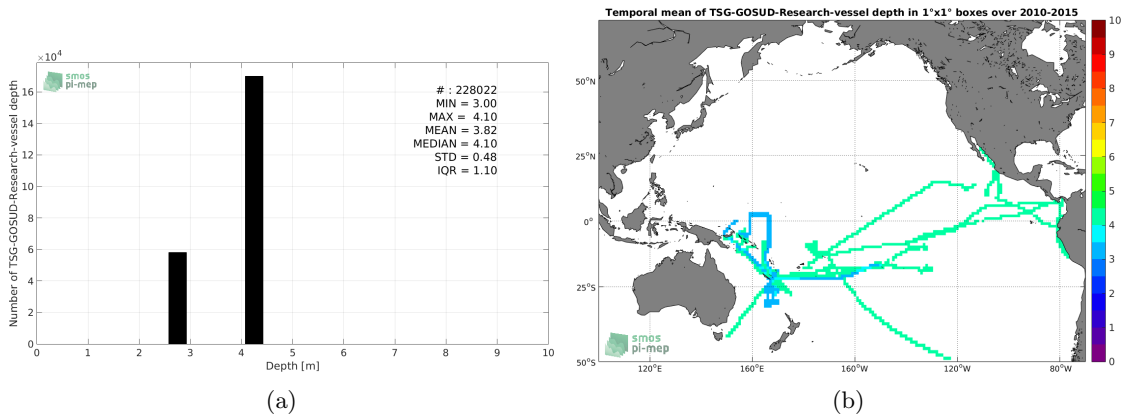 ×10⁴
smos
pi-mep
# : 228022
MIN = 3.00
MAX = 4.10
MEAN = 3.82
MEDIAN = 4.10
STD = 0.48
IQR = 1.10
Number of TSG-GOSUD-Research-vessel depth
16
14
12
10
8
6
4
2
0
0 1 2 3 4 5 6 7 8 9 10
Depth [m]
(a)
Temporal mean of TSG-GOSUD-Research-vessel depth in 1°x1° boxes over 2010-2015
50°N
25°N
0°
25°S
50°S
120°E 160°E 160°W 120°W 80°W
smos
pi-mep
10
9
8
7
6
5
4
3
2
1
0
(b)